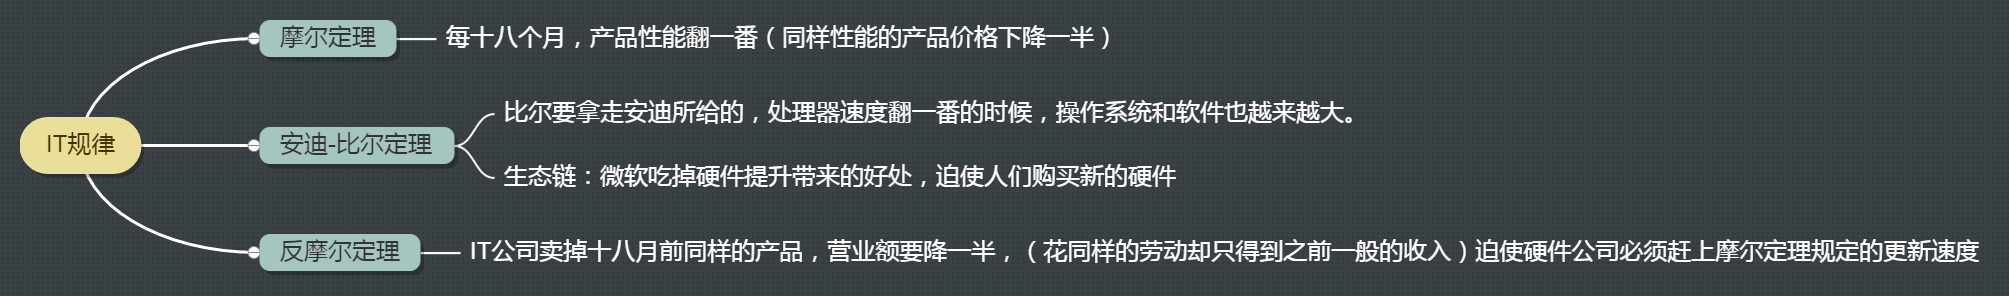 摩尔定理
每十八个月，产品性能翻一番（同样性能的产品价格下降一半）
IT规律
安迪-比尔定理
比尔要拿走安迪所给的，处理器速度翻一番的时候，操作系统和软件也越来越大。
生态链：微软吃掉硬件提升带来的好处，迫使人们购买新的硬件
反摩尔定理
IT公司卖掉十八月前同样的产品，营业额要降一半，（花同样的劳动却只得到之前一般的收入）迫使硬件公司必须赶上摩尔定理规定的更新速度